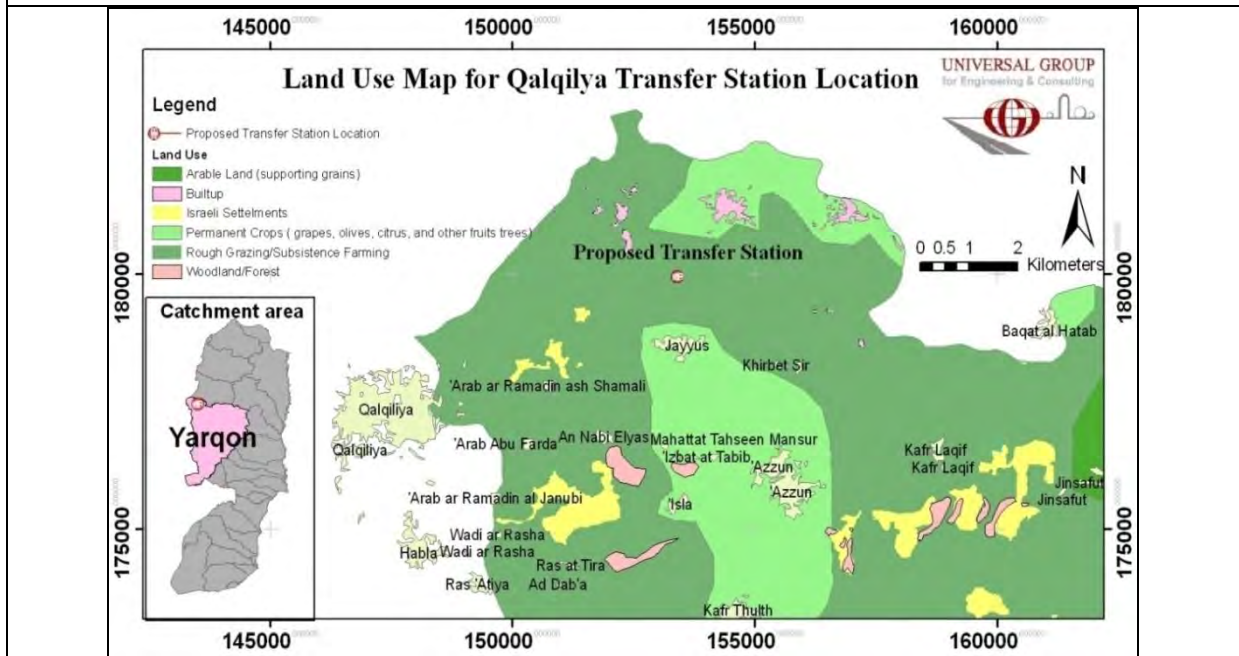 145000 150000 155000 160000
Land Use Map for Qalqilya Transfer Station Location
UNIVERSAL GROUP
for Engineering & Consulting
Legend
Proposed Transfer Station Location
Land Use
Arable Land (supporting grains)
Builtup
Israeli Settelments
Permanent Crops ( grapes, olives, citrus, and other fruits trees)
Rough Grazing/Subsistence Farming
Woodland/Forest
N
0 0.5 1 2
Kilometers
Proposed Transfer Station
180000
180000
Catchment area
Yarqon
Baqat al Hatab
Jayyus
Khirbet Sir
'Arab ar Ramadin ash Shamali
Qalqiliya
Qalqiliya
'Arab Abu Farda
An Nabi Elyas
Mahattat Tahseen Mansur
'Izbat at Tabib,
'Azzun
'Azzun
Kafr Laqif
Kafr Laqif
Jinsafut
Jinsafut
'Arab ar Ramadin al Janubi
'Isla
Wadi ar Rasha
Habla
Wadi ar Rasha
Ras at Tira
Ras 'Atiya
Ad Dab'a
Kafr Thulth
175000
175000
145000 150000 155000 160000